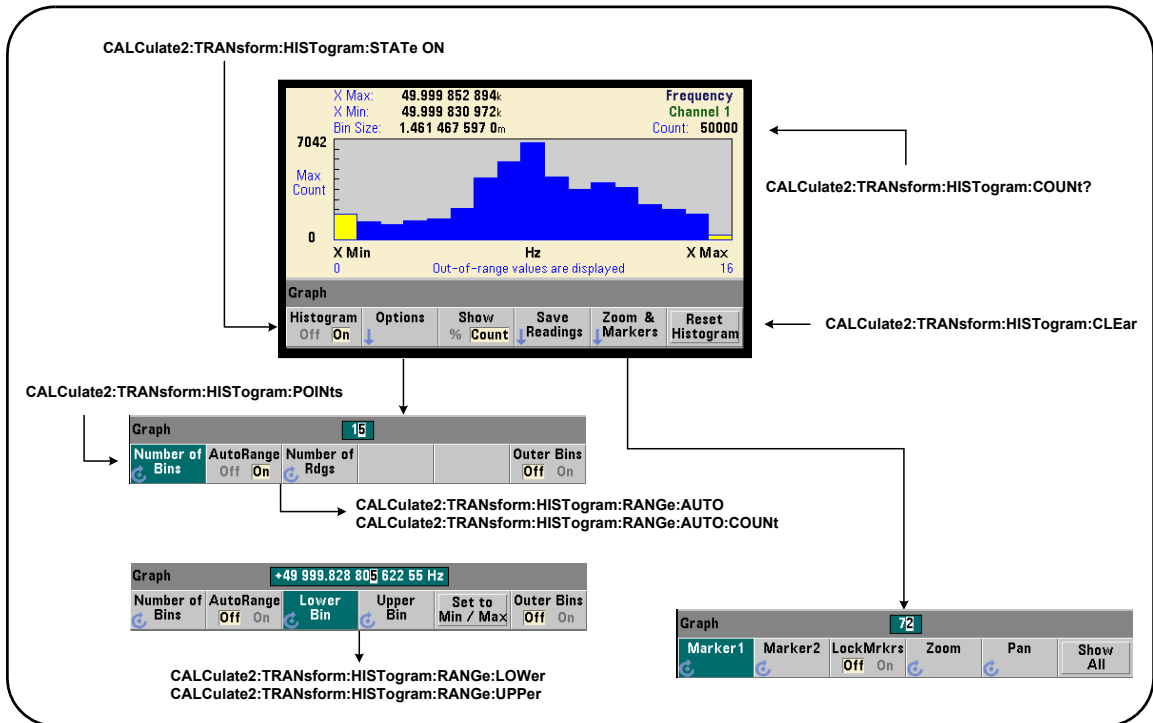 CALCulate2:TRANsform:HISTogram:STATe ON
X Max: 49.999 852 894k
Frequency
X Min: 49.999 830 972k
Channel 1
Bin Size: 1.461 467 597 0m
Count: 50000
7042
Max
Count
0
X Min
Hz
X Max
0
Out-of-range values are displayed
16
CALCulate2:TRANsform:HISTogram:COUNt?
Graph
Histogram
Off On
Options
Show
% Count
Save
Readings
Zoom &
Markers
Reset
Histogram
CALCulate2:TRANsform:HISTogram:CLEar
CALCulate2:TRANsform:HISTogram:POINts
Graph
15
Number of
Bins
AutoRange
Off On
Number of
Rdgs
Outer Bins
Off On
CALCulate2:TRANsform:HISTogram:RANGe:AUTO
CALCulate2:TRANsform:HISTogram:RANGe:AUTO:COUNt
Graph
+49 999.828 805 622 55 Hz
Number of
Bins
AutoRange
Off On
Lower
Bin
Upper
Bin
Set to
Min / Max
Outer Bins
Off On
CALCulate2:TRANsform:HISTogram:RANGe:LOWer
CALCulate2:TRANsform:HISTogram:RANGe:UPPer
Graph
72
Marker1
Marker2
LockMrkrs
Off On
Zoom
Pan
Show
All